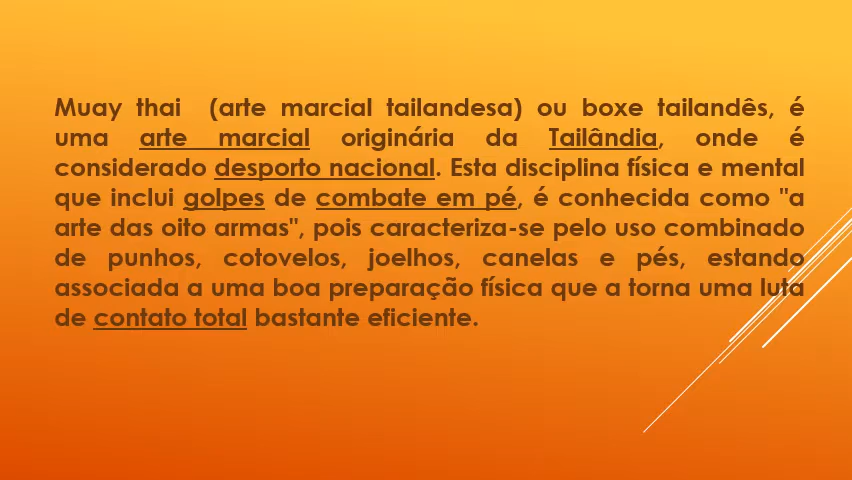 Muay thai (arte marcial tailandesa) ou boxe tailandês, é
uma arte marcial originária da Tailândia, onde é
considerado desporto nacional. Esta disciplina física e mental
que inclui golpes de combate em pé, é conhecida como "a
arte das oito armas", pois caracteriza-se pelo uso combinado
de punhos, cotovelos, joelhos, canelas e pés, estando
associada a uma boa preparação física que a torna uma luta
de contato total bastante eficiente.